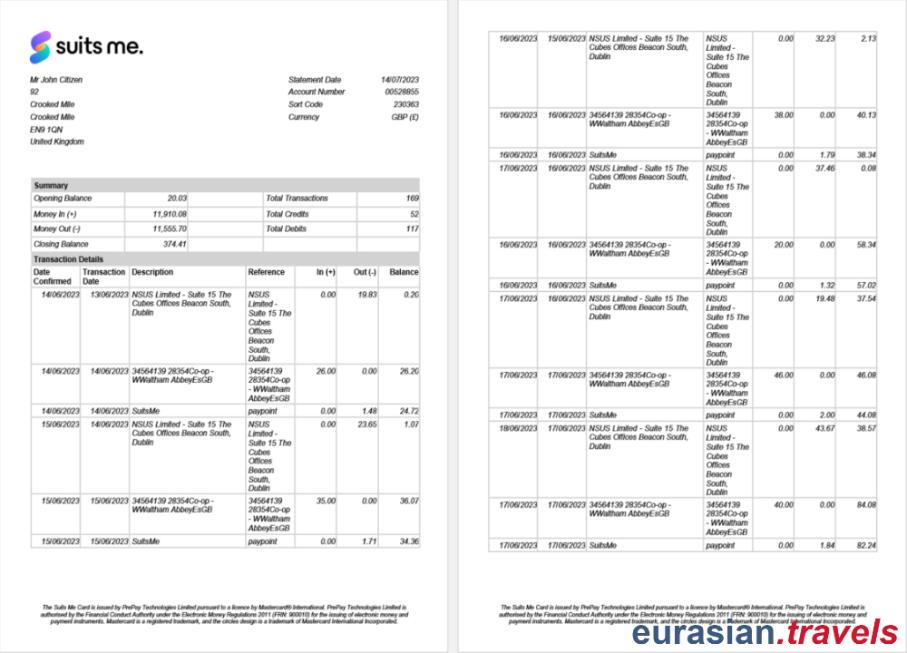 suits me.
Mr John Citizen
92
Crooked Mile
Crooked Mile
EN9 1QN
United Kingdom
Statement Date 14/07/2023
Account Number 00528855
Sort Code 230363
Currency GBP (£)
Summary
Opening Balance 20.03 Total Transactions 169
Money In (+) 11,910.08 Total Credits 52
Money Out (-) 11,555.70 Total Debits 117
Closing Balance 374.41
Transaction Details
Date Transaction Description Reference In (+) Out (-) Balance
Confirmed Date
14/06/2023 13/06/2023 NSUS Limited - Suite 15 The NSUS 0.00 19.83 0.20
Cubes Offices Beacon South, Limited -
Dublin Suite 15 The
Cubes
Offices
Beacon
South,
Dublin
14/06/2023 14/06/2023 34564139 28354Co-op - 34564139 26.00 0.00 26.20
WWaltham AbbeyEsGB 28354Co-op
- WWaltham
AbbeyEsGB
14/06/2023 14/06/2023 SuitsMe paypoint 0.00 1.48 24.72
15/06/2023 14/06/2023 NSUS Limited - Suite 15 The NSUS 0.00 23.65 1.07
Cubes Offices Beacon South, Limited -
Dublin Suite 15 The
Cubes
Offices
Beacon
South,
Dublin
15/06/2023 15/06/2023 34564139 28354Co-op - 34564139 35.00 0.00 36.07
WWaltham AbbeyEsGB 28354Co-op
- WWaltham
AbbeyEsGB
15/06/2023 15/06/2023 SuitsMe paypoint 0.00 1.71 34.36
The Suits Me Card is issued by PrePay Technologies Limited pursuant to a licence by Mastercard® International. PrePay Technologies Limited is
authorised by the Financial Conduct Authority under the Electronic Money Regulations 2011 (FRN: 900010) for the issuing of electronic money and
payment instruments. Mastercard is a registered trademark, and the circles design is a trademark of Mastercard International Incorporated.
16/06/2023 15/06/2023 NSUS Limited - Suite 15 The NSUS 0.00 32.23 2.13
Cubes Offices Beacon South, Limited -
Dublin Suite 15 The
Cubes
Offices
Beacon
South,
Dublin
16/06/2023 16/06/2023 34564139 28354Co-op - 34564139 38.00 0.00 40.13
WWaltham AbbeyEsGB 28354Co-op
- WWaltham
AbbeyEsGB
16/06/2023 16/06/2023 SuitsMe paypoint 0.00 1.79 38.34
17/06/2023 16/06/2023 NSUS Limited - Suite 15 The NSUS 0.00 37.46 0.08
Cubes Offices Beacon South, Limited -
Dublin Suite 15 The
Cubes
Offices
Beacon
South,
Dublin
16/06/2023 16/06/2023 34564139 28354Co-op - 34564139 20.00 0.00 58.34
WWaltham AbbeyEsGB 28354Co-op
- WWaltham
AbbeyEsGB
16/06/2023 16/06/2023 SuitsMe paypoint 0.00 1.32 57.02
17/06/2023 16/06/2023 NSUS Limited - Suite 15 The NSUS 0.00 19.48 37.54
Cubes Offices Beacon South, Limited -
Dublin Suite 15 The
Cubes
Offices
Beacon
South,
Dublin
17/06/2023 17/06/2023 34564139 28354Co-op - 34564139 46.00 0.00 46.08
WWaltham AbbeyEsGB 28354Co-op
- WWaltham
AbbeyEsGB
17/06/2023 17/06/2023 SuitsMe paypoint 0.00 2.00 44.08
18/06/2023 17/06/2023 NSUS Limited - Suite 15 The NSUS 0.00 43.67 38.57
Cubes Offices Beacon South, Limited -
Dublin Suite 15 The
Cubes
Offices
Beacon
South,
Dublin
17/06/2023 17/06/2023 34564139 28354Co-op - 34564139 40.00 0.00 84.08
WWaltham AbbeyEsGB 28354Co-op
- WWaltham
AbbeyEsGB
17/06/2023 17/06/2023 SuitsMe paypoint 0.00 1.84 82.24
The Suits Me Card is issued by PrePay Technologies Limited pursuant to a licence by Mastercard® International. PrePay Technologies Limited is
authorised by the Financial Conduct Authority under the Electronic Money Regulations 2011 (FRN: 900010) for the issuing of electronic money and
payment instruments. Mastercard is a registered trademark, and the circles design is a trademark of Mastercard International Incorporated.
eurasian.travels